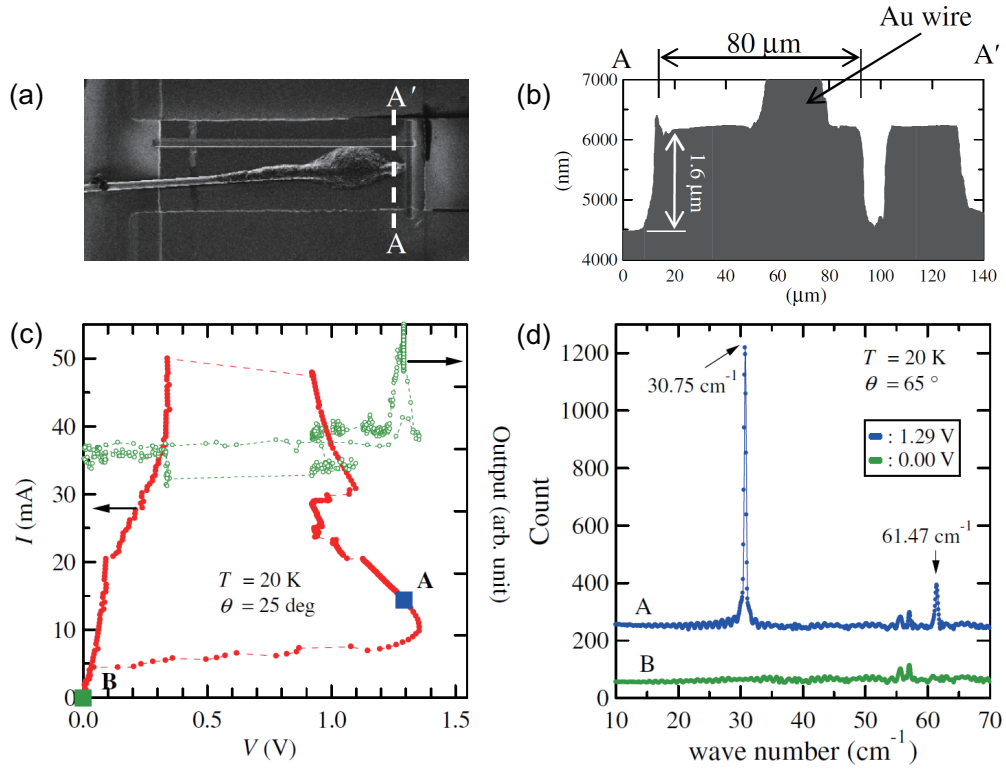 (a)
A′
A
(b)
Au wire
A
80 μm
A′
7000
6000
5000
4000
(nm)
1.6 μm
0
20
40
60
80
100
120
140
(μm)
(c)
50
40
30
20
10
0
I (mA)
A
T = 20 K
θ = 25 deg
B
0.0
0.5
1.0
1.5
V (V)
Output (arb. unit)
(d)
1200
1000
800
600
400
200
0
Count
30.75 cm⁻¹
T = 20 K
θ = 65 °
: 1.29 V
: 0.00 V
61.47 cm⁻¹
A
B
10
20
30
40
50
60
70
wave number (cm⁻¹)